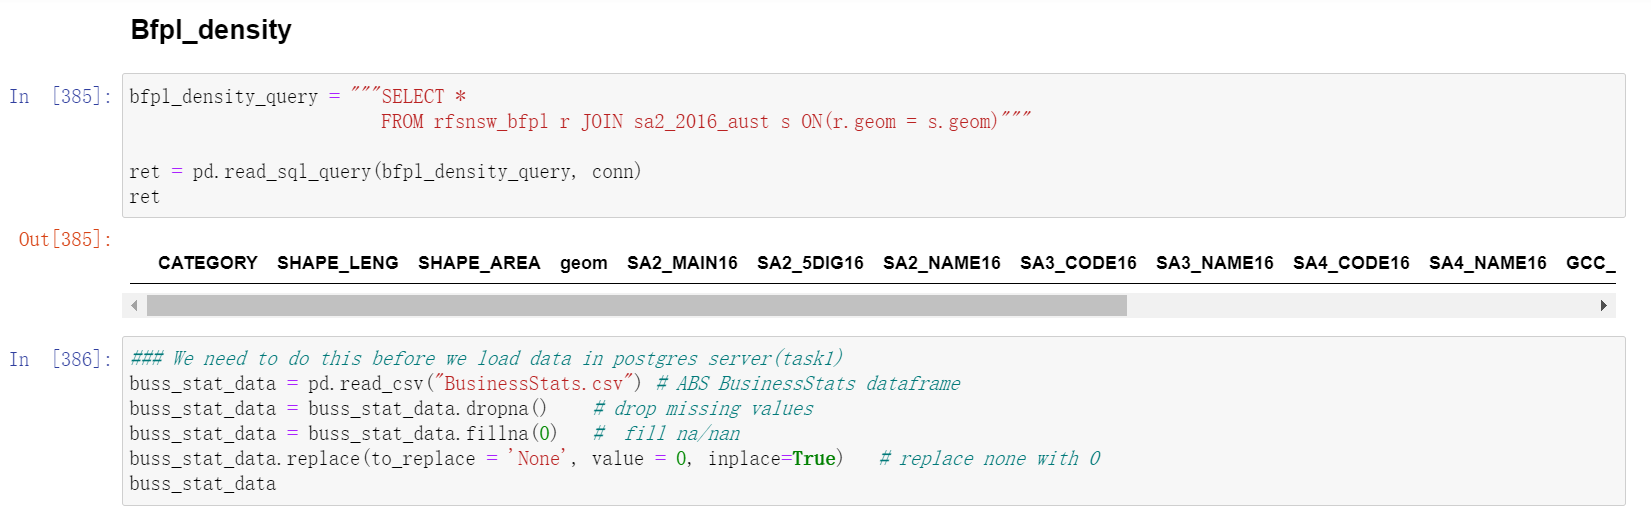 Bfpl_density
In [385]: bfpl_density_query = """SELECT *
FROM rfsnsw_bfpl r JOIN sa2_2016_aust s ON(r.geom = s.geom)"""
ret = pd.read_sql_query(bfpl_density_query, conn)
ret
Out[385]:
CATEGORY SHAPE_LENG SHAPE_AREA geom SA2_MAIN16 SA2_5DIG16 SA2_NAME16 SA3_CODE16 SA3_NAME16 SA4_CODE16 SA4_NAME16 GCC_
In [386]: ### We need to do this before we load data in postgres server(task1)
buss_stat_data = pd.read_csv("BusinessStats.csv") # ABS BusinessStats dataframe
buss_stat_data = buss_stat_data.dropna() # drop missing values
buss_stat_data = buss_stat_data.fillna(0) # fill na/nan
buss_stat_data.replace(to_replace = 'None', value = 0, inplace=True) # replace none with 0
buss_stat_data